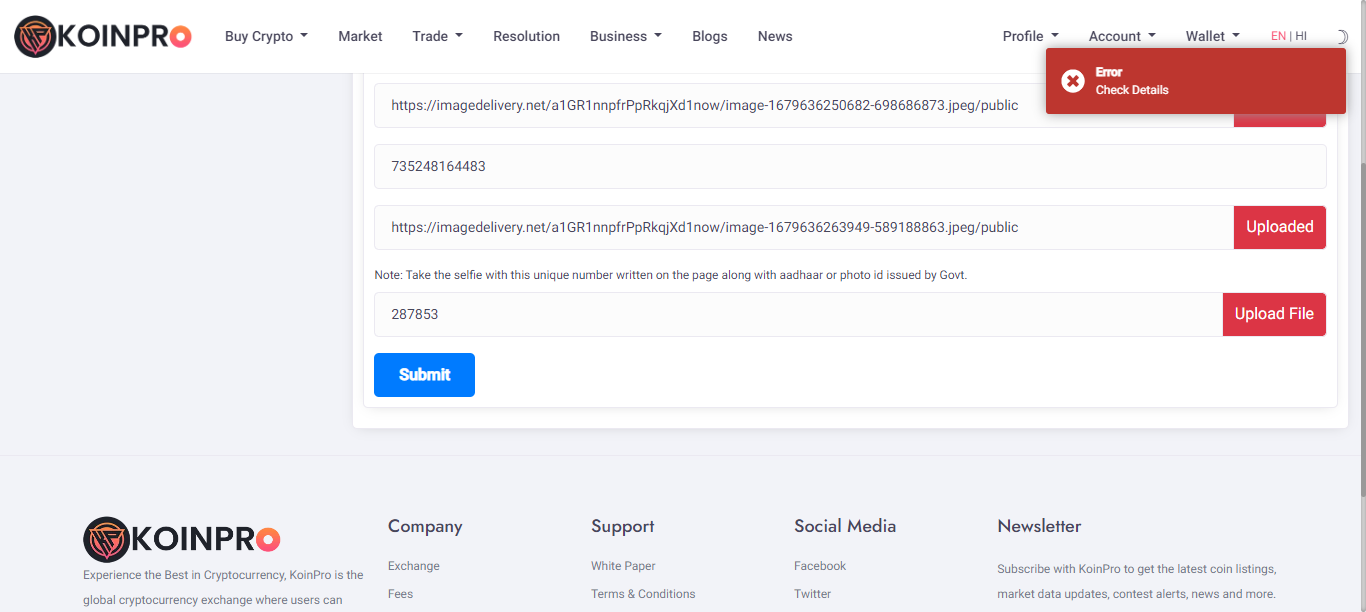 KOINPRO Buy Crypto Market Trade Resolution Business Blogs News Profile Account Wallet EN | HI
Error
Check Details
https://imagedelivery.net/a1GR1nnpfrPpRkqjXd1now/image-1679636250682-698686873.jpeg/public
735248164483
https://imagedelivery.net/a1GR1nnpfrPpRkqjXd1now/image-1679636263949-589188863.jpeg/public Uploaded
Note: Take the selfie with this unique number written on the page along with aadhaar or photo id issued by Govt.
287853 Upload File
Submit
KOINPRO
Experience the Best in Cryptocurrency, KoinPro is the
global cryptocurrency exchange where users can
Company
Exchange
Fees
Support
White Paper
Terms & Conditions
Social Media
Facebook
Twitter
Newsletter
Subscribe with KoinPro to get the latest coin listings,
market data updates, contest alerts, news and more.